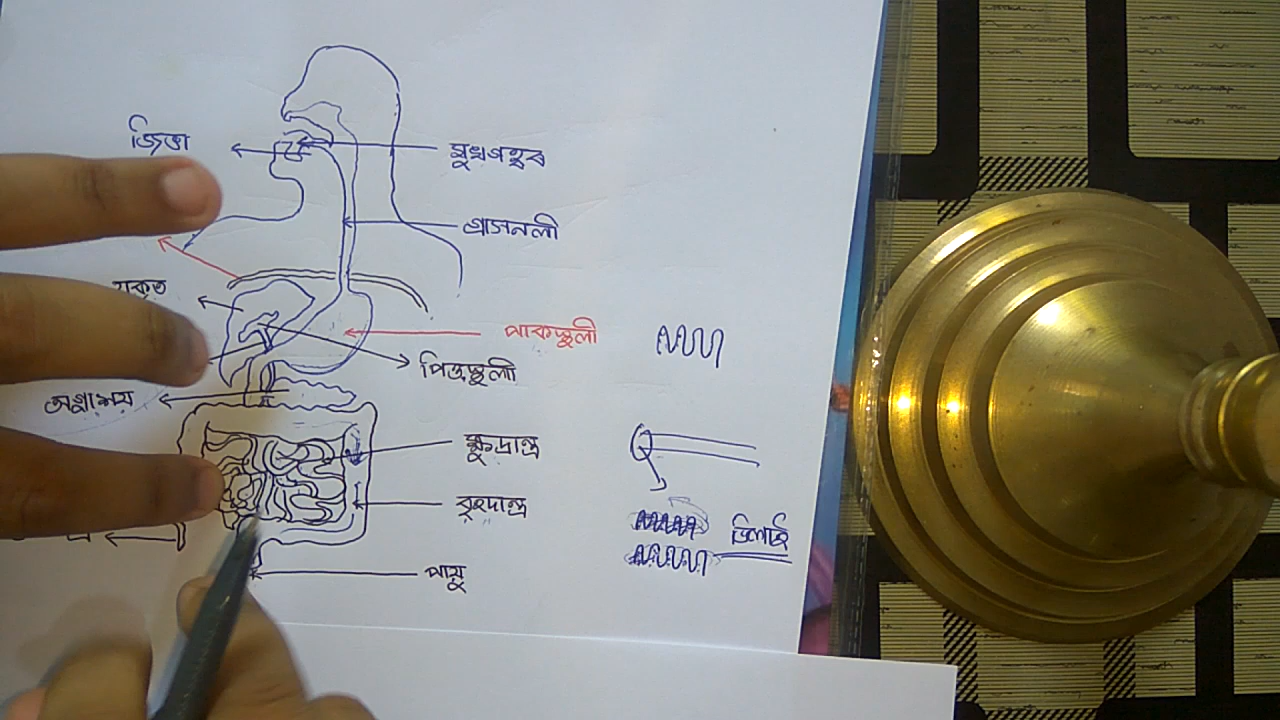 জিভা
মুখগহ্বৰ
গ্ৰাসনলী
যকৃত
পাকস্থলী
পিত্তস্থলী
অগ্ন্যাশয়
ক্ষুদ্ৰান্ত্ৰ
বৃহদান্ত্ৰ
ভিলাই
পায়ু